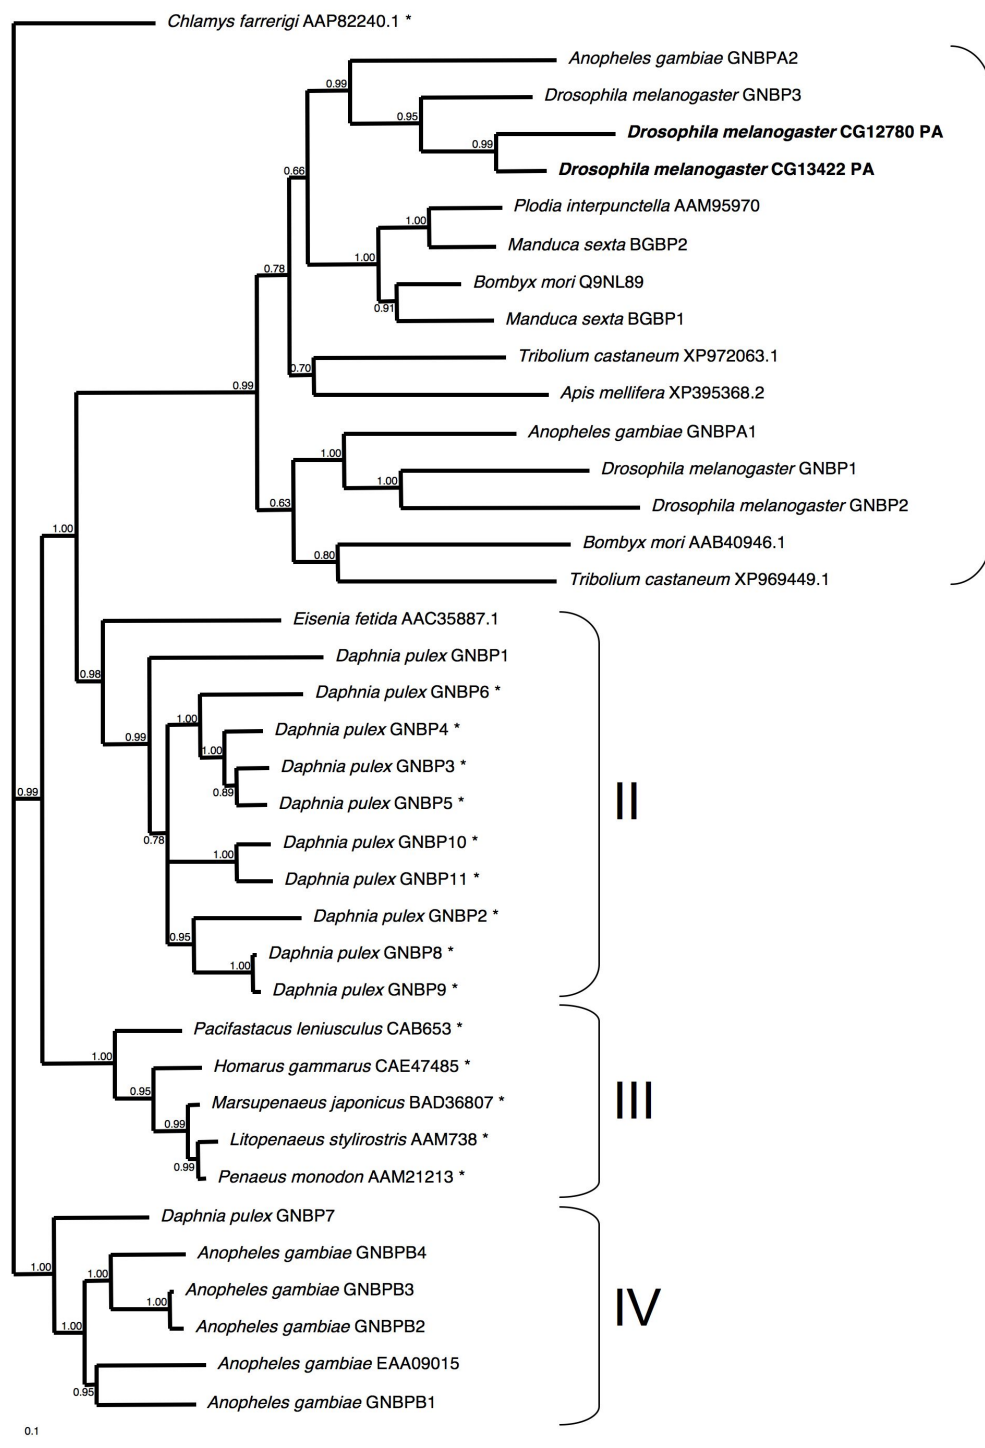 Chlamys farrerigi AAP82240.1 *
Anopheles gambiae GNBPA2
0.99
Drosophila melanogaster GNBP3
0.95
Drosophila melanogaster CG12780 PA
0.99
Drosophila melanogaster CG13422 PA
0.66
Plodia interpunctella AAM95970
1.00
Manduca sexta BGBP2
1.00
0.78
Bombyx mori Q9NL89
0.91
Manduca sexta BGBP1
Tribolium castaneum XP972063.1
0.70
0.99
Apis mellifera XP395368.2
Anopheles gambiae GNBPA1
1.00
Drosophila melanogaster GNBP1
1.00
0.63
Drosophila melanogaster GNBP2
1.00
Bombyx mori AAB40946.1
0.80
Tribolium castaneum XP969449.1
Eisenia fetida AAC35887.1
Daphnia pulex GNBP1
0.98
Daphnia pulex GNBP6 *
1.00
Daphnia pulex GNBP4 *
0.99
1.00
Daphnia pulex GNBP3 *
0.89
0.99
Daphnia pulex GNBP5 *
II
0.78
Daphnia pulex GNBP10 *
1.00
Daphnia pulex GNBP11 *
Daphnia pulex GNBP2 *
0.95
Daphnia pulex GNBP8 *
1.00
Daphnia pulex GNBP9 *
Pacifastacus leniusculus CAB653 *
1.00
Homarus gammarus CAE47485 *
0.95
Marsupenaeus japonicus BAD36807 *
III
0.99
Litopenaeus stylirostris AAM738 *
0.99
Penaeus monodon AAM21213 *
Daphnia pulex GNBP7
Anopheles gambiae GNBPB4
1.00
1.00
Anopheles gambiae GNBPB3
1.00
IV
Anopheles gambiae GNBPB2
1.00
Anopheles gambiae EAA09015
0.95
Anopheles gambiae GNBPB1
0.1